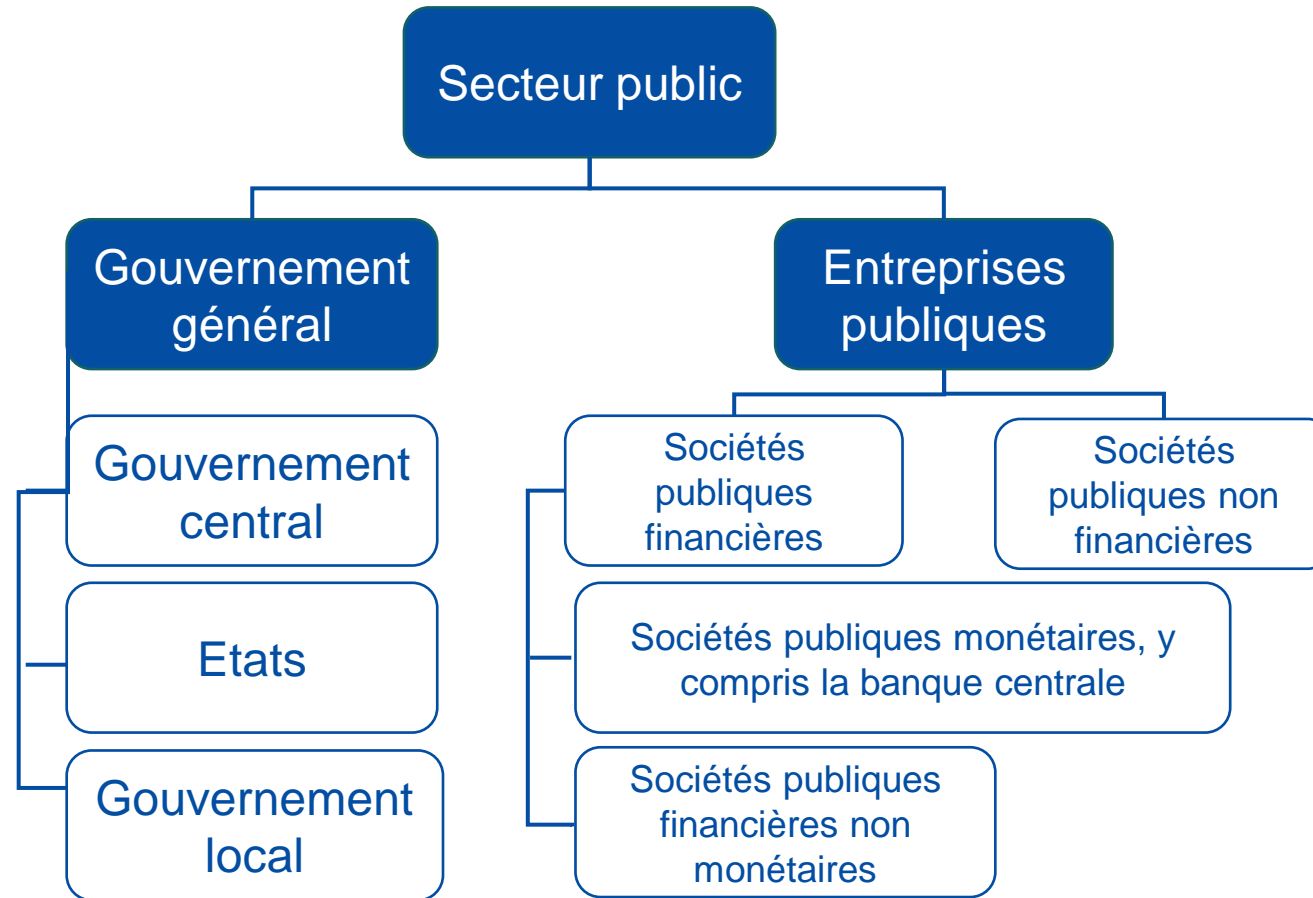 Secteur public
Gouvernement
général
Entreprises
publiques
Gouvernement
central
Sociétés
publiques
financières
Sociétés
publiques non
financières
Etats
Sociétés publiques monétaires, y
compris la banque centrale
Gouvernement
local
Sociétés publiques
financières non
monétaires